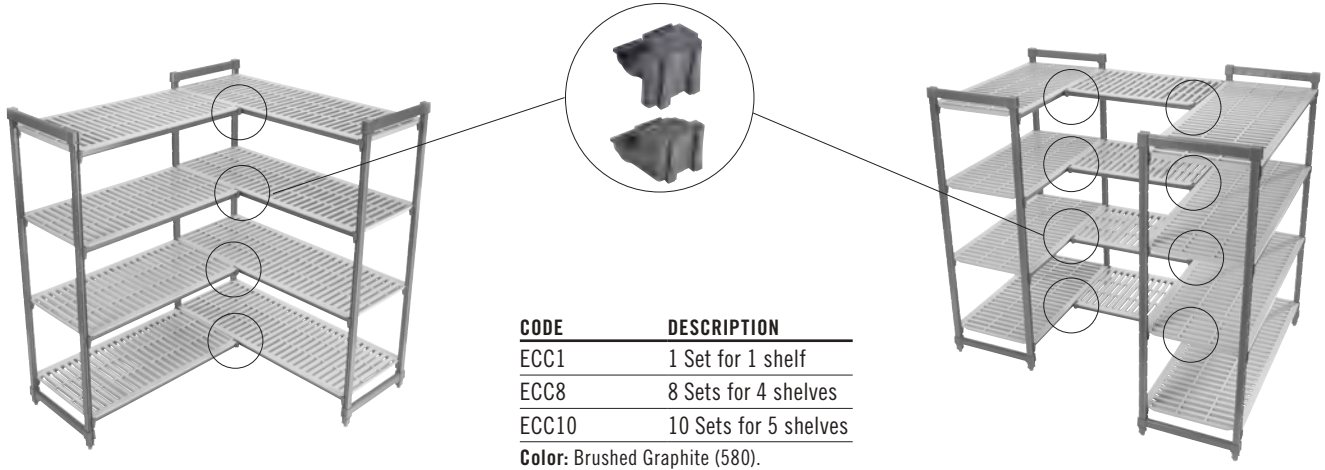 CODE DESCRIPTION
ECC1 1 Set for 1 shelf
ECC8 8 Sets for 4 shelves
ECC10 10 Sets for 5 shelves
Color: Brushed Graphite (580).